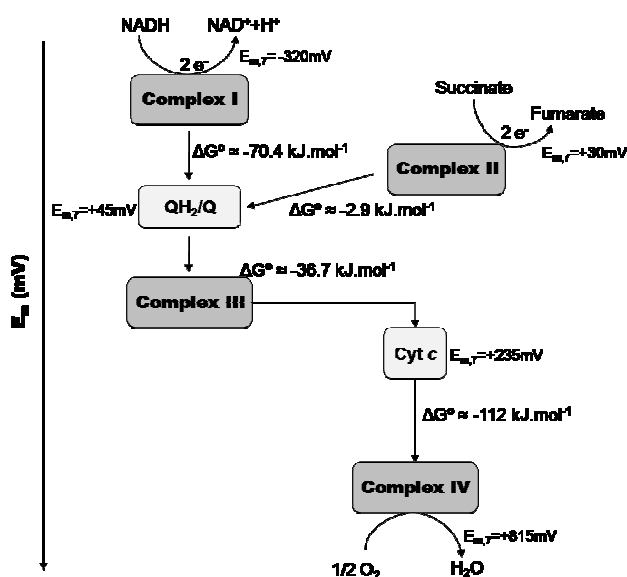 NADH NAD⁺+H⁺
2 e⁻
Eₘ,₇= -320mV
Complex I
Succinate
Fumarate
2 e⁻
Eₘ,₇=+30mV
Complex II
ΔG° ≈ -70.4 kJ.mol⁻¹
Eₘ,₇=+45mV
QH₂/Q
ΔG° ≈ -2.9 kJ.mol⁻¹
ΔG° ≈ -36.7 kJ.mol⁻¹
Complex III
Eₘ (mV)
Cyt c
Eₘ,₇=+235mV
ΔG° ≈ -112 kJ.mol⁻¹
Complex IV
Eₘ,₇=+815mV
1/2 O₂
H₂O